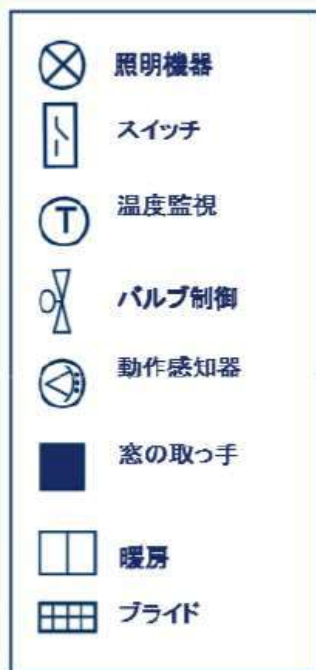 照明機器
スイッチ
T 温度監視
バルブ制御
動作感知器
窓の取っ手
暖房
ブライド